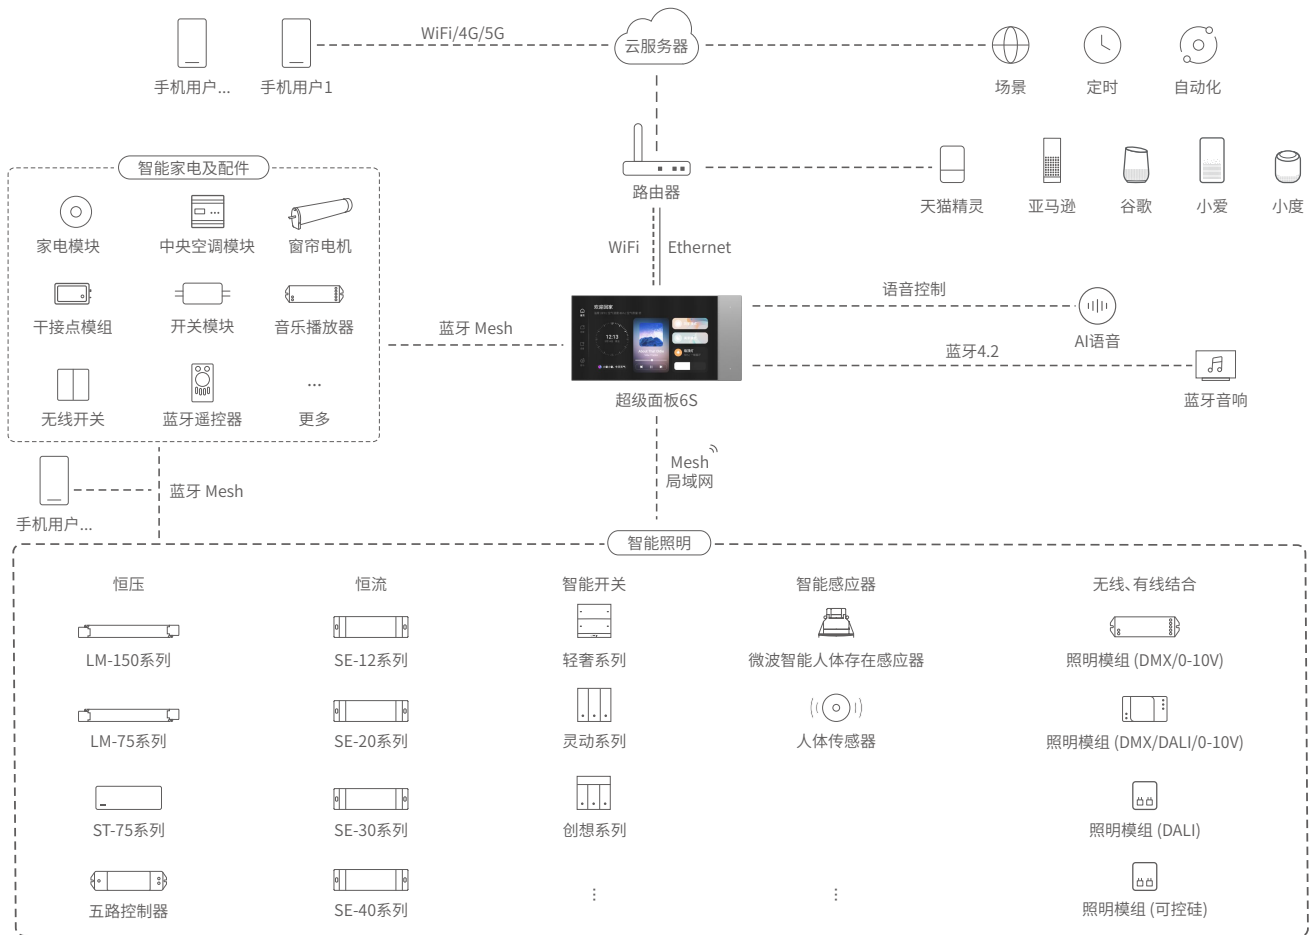 WiFi/4G/5G
云服务器
手机用户...
手机用户1
场景
定时
自动化
智能家电及配件
路由器
天猫精灵
亚马逊
谷歌
小爱
小度
家电模块
中央空调模块
窗帘电机
WiFi
Ethernet
干接点模组
开关模块
音乐播放器
蓝牙 Mesh
欢迎回家
12:13
语音控制
AI语音
蓝牙4.2
蓝牙音响
超级面板6S
无线开关
蓝牙遥控器
...
更多
手机用户...
蓝牙 Mesh
Mesh
局域网
智能照明
恒压
恒流
智能开关
智能感应器
无线、有线结合
LM-150系列
SE-12系列
轻奢系列
微波智能人体存在感应器
照明模组 (DMX/0-10V)
LM-75系列
SE-20系列
灵动系列
人体传感器
照明模组 (DMX/DALI/0-10V)
ST-75系列
SE-30系列
创想系列
照明模组 (DALI)
五路控制器
SE-40系列
⋮
⋮
照明模组 (可控硅)